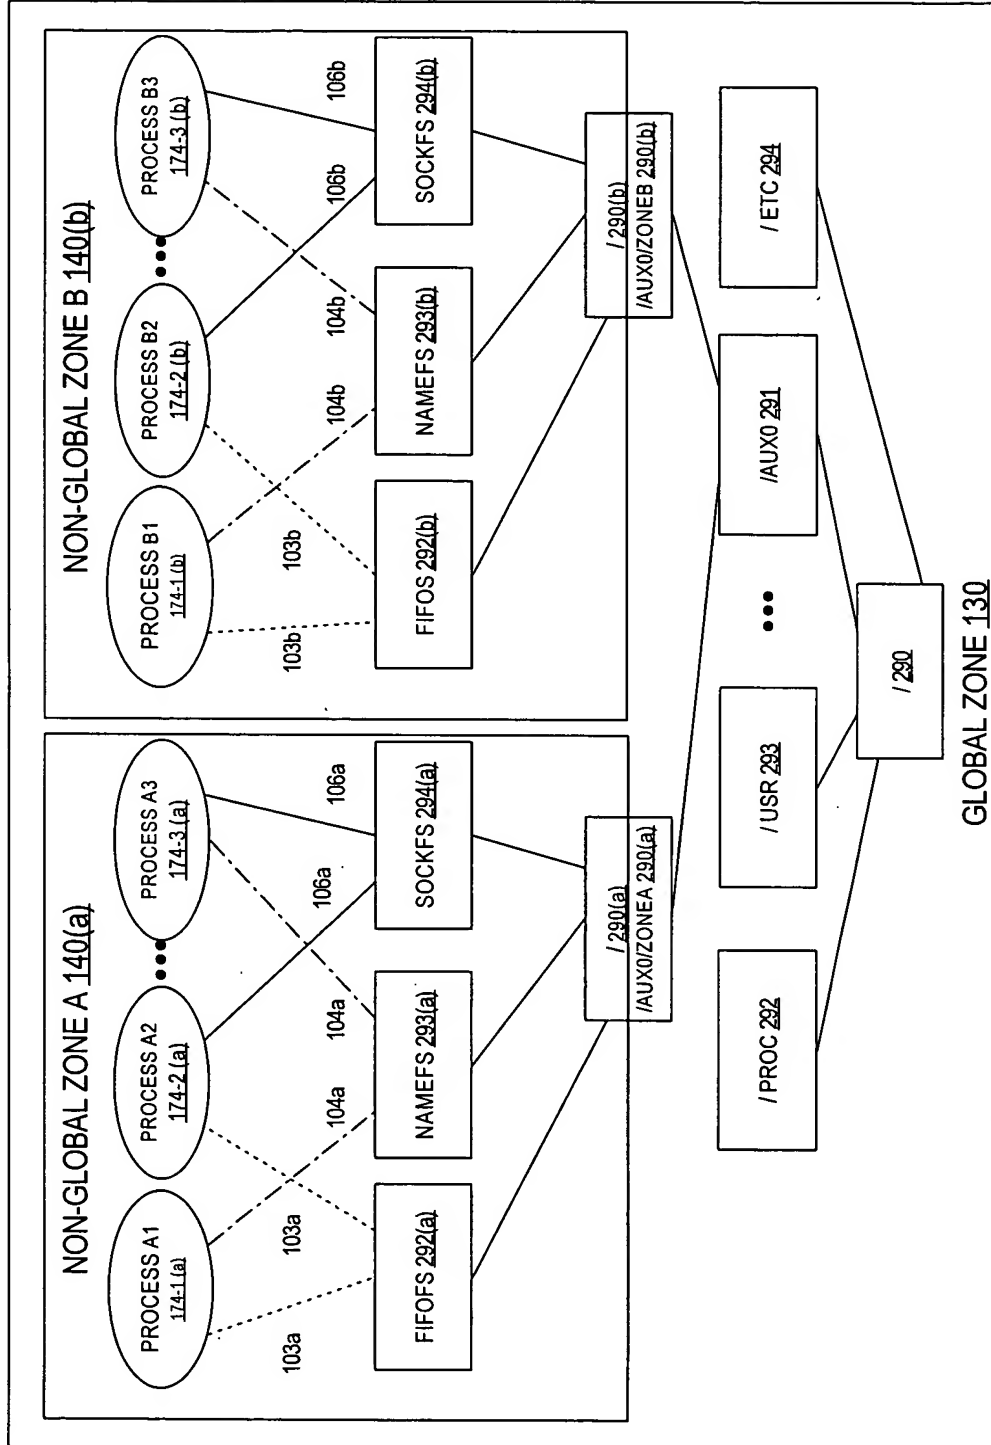 NON-GLOBAL ZONE A 140(a)
PROCESS A1
174-1 (a)
PROCESS A2
174-2 (a)
PROCESS A3
174-3 (a)
103a
103a
104a
104a
106a
106a
FIFOFS 292(a)
NAMEFS 293(a)
SOCKFS 294(a)
/ 290(a)
/AUX0/ZONEA 290(a)
NON-GLOBAL ZONE B 140(b)
PROCESS B1
174-1 (b)
PROCESS B2
174-2 (b)
PROCESS B3
174-3 (b)
103b
103b
104b
104b
106b
106b
FIFOS 292(b)
NAMEFS 293(b)
SOCKFS 294(b)
/ 290(b)
/AUX0/ZONEB 290(b)
/PROC 292
/ USR 293
/AUX0 291
/ ETC 294
/ 290
GLOBAL ZONE 130